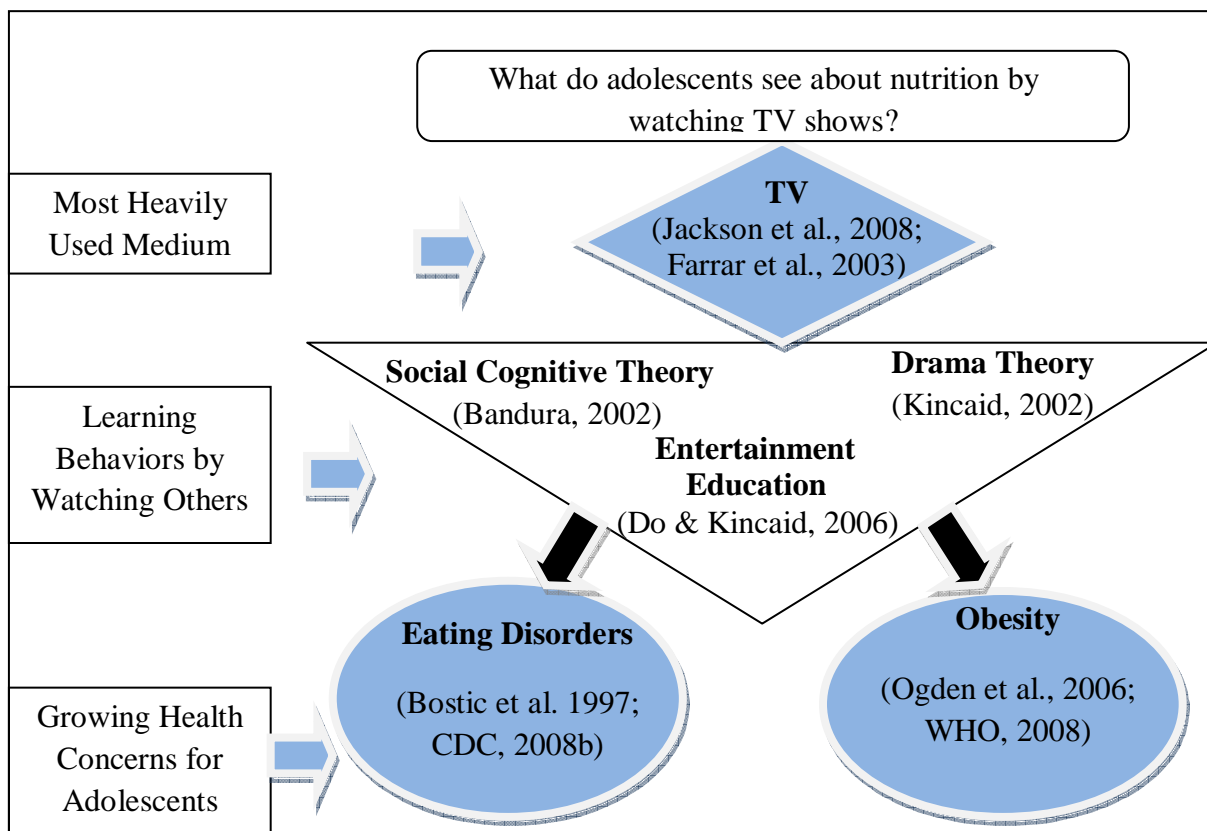 What do adolescents see about nutrition by
watching TV shows?
Most Heavily
Used Medium
TV
(Jackson et al., 2008;
Farrar et al., 2003)
Learning
Behaviors by
Watching Others
Social Cognitive Theory
(Bandura, 2002)
Drama Theory
(Kincaid, 2002)
Entertainment
Education
(Do & Kincaid, 2006)
Growing Health
Concerns for
Adolescents
Eating Disorders
(Bostic et al. 1997;
CDC, 2008b)
Obesity
(Ogden et al., 2006;
WHO, 2008)